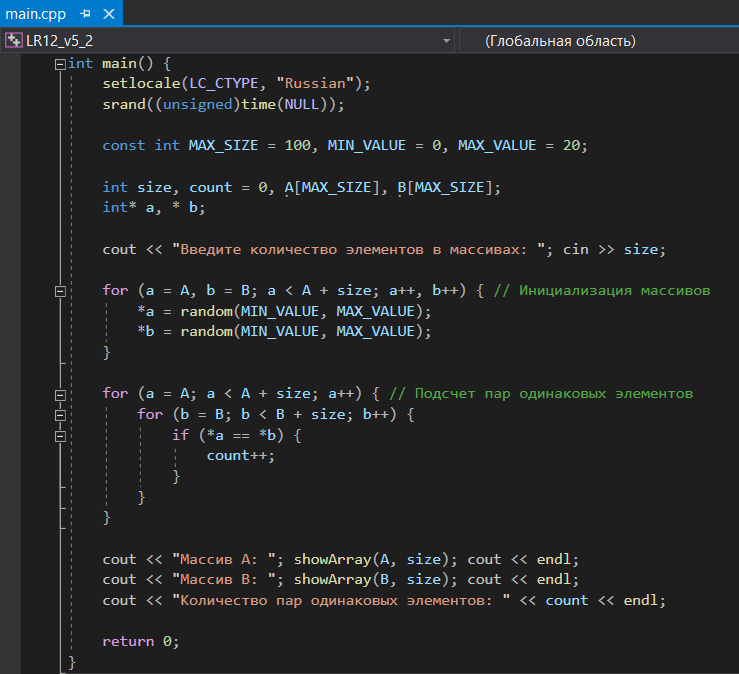 main.cpp
LR12_v5_2 (Глобальная область)
int main() {
    setlocale(LC_CTYPE, "Russian");
    srand((unsigned)time(NULL));
    const int MAX_SIZE = 100, MIN_VALUE = 0, MAX_VALUE = 20;
    int size, count = 0, A[MAX_SIZE], B[MAX_SIZE];
    int* a, * b;
    cout << "Введите количество элементов в массивах: "; cin >> size;
    for (a = A, b = B; a < A + size; a++, b++) { // Инициализация массивов
        *a = random(MIN_VALUE, MAX_VALUE);
        *b = random(MIN_VALUE, MAX_VALUE);
    }
    for (a = A; a < A + size; a++) { // Подсчет пар одинаковых элементов
        for (b = B; b < B + size; b++) {
            if (*a == *b) {
                count++;
            }
        }
    }
    cout << "Массив A: "; showArray(A, size); cout << endl;
    cout << "Массив B: "; showArray(B, size); cout << endl;
    cout << "Количество пар одинаковых элементов: " << count << endl;
    return 0;
}